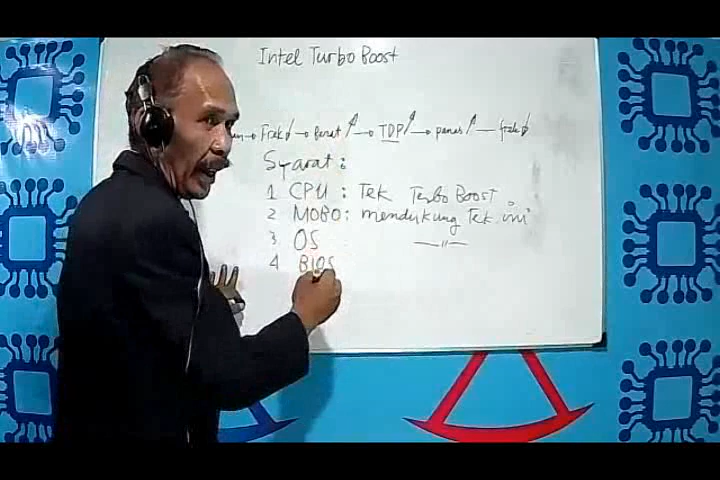 Intel Turbo Boost
→ Frek → Berat → TDP → panas — frek
Syarat :
1 CPU : Tek Turbo Boost
2 MOBO : mendukung Tek. ini
3 OS —"—
4 BIOS